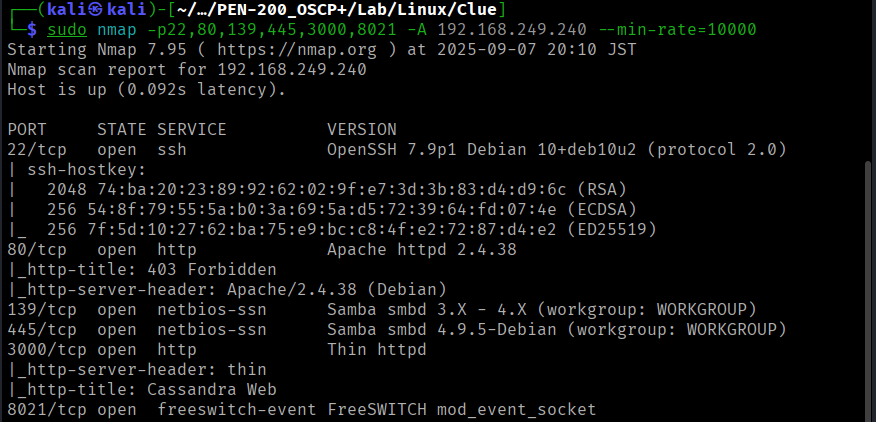 ┌──(kali㉿kali)-[~/…/PEN-200_OSCP+/Lab/Linux/Clue]
└─$ sudo nmap -p22,80,139,445,3000,8021 -A 192.168.249.240 --min-rate=10000
Starting Nmap 7.95 ( https://nmap.org ) at 2025-09-07 20:10 JST
Nmap scan report for 192.168.249.240
Host is up (0.092s latency).

PORT     STATE SERVICE          VERSION
22/tcp   open  ssh              OpenSSH 7.9p1 Debian 10+deb10u2 (protocol 2.0)
| ssh-hostkey:
|   2048 74:ba:20:23:89:92:62:02:9f:e7:3d:3b:83:d4:d9:6c (RSA)
|   256 54:8f:79:55:5a:b0:3a:69:5a:d5:72:39:64:fd:07:4e (ECDSA)
|_  256 7f:5d:10:27:62:ba:75:e9:bc:c8:4f:e2:72:87:d4:e2 (ED25519)
80/tcp   open  http             Apache httpd 2.4.38
|_http-title: 403 Forbidden
|_http-server-header: Apache/2.4.38 (Debian)
139/tcp  open  netbios-ssn      Samba smbd 3.X - 4.X (workgroup: WORKGROUP)
445/tcp  open  netbios-ssn      Samba smbd 4.9.5-Debian (workgroup: WORKGROUP)
3000/tcp open  http             Thin httpd
|_http-server-header: thin
|_http-title: Cassandra Web
8021/tcp open  freeswitch-event FreeSWITCH mod_event_socket